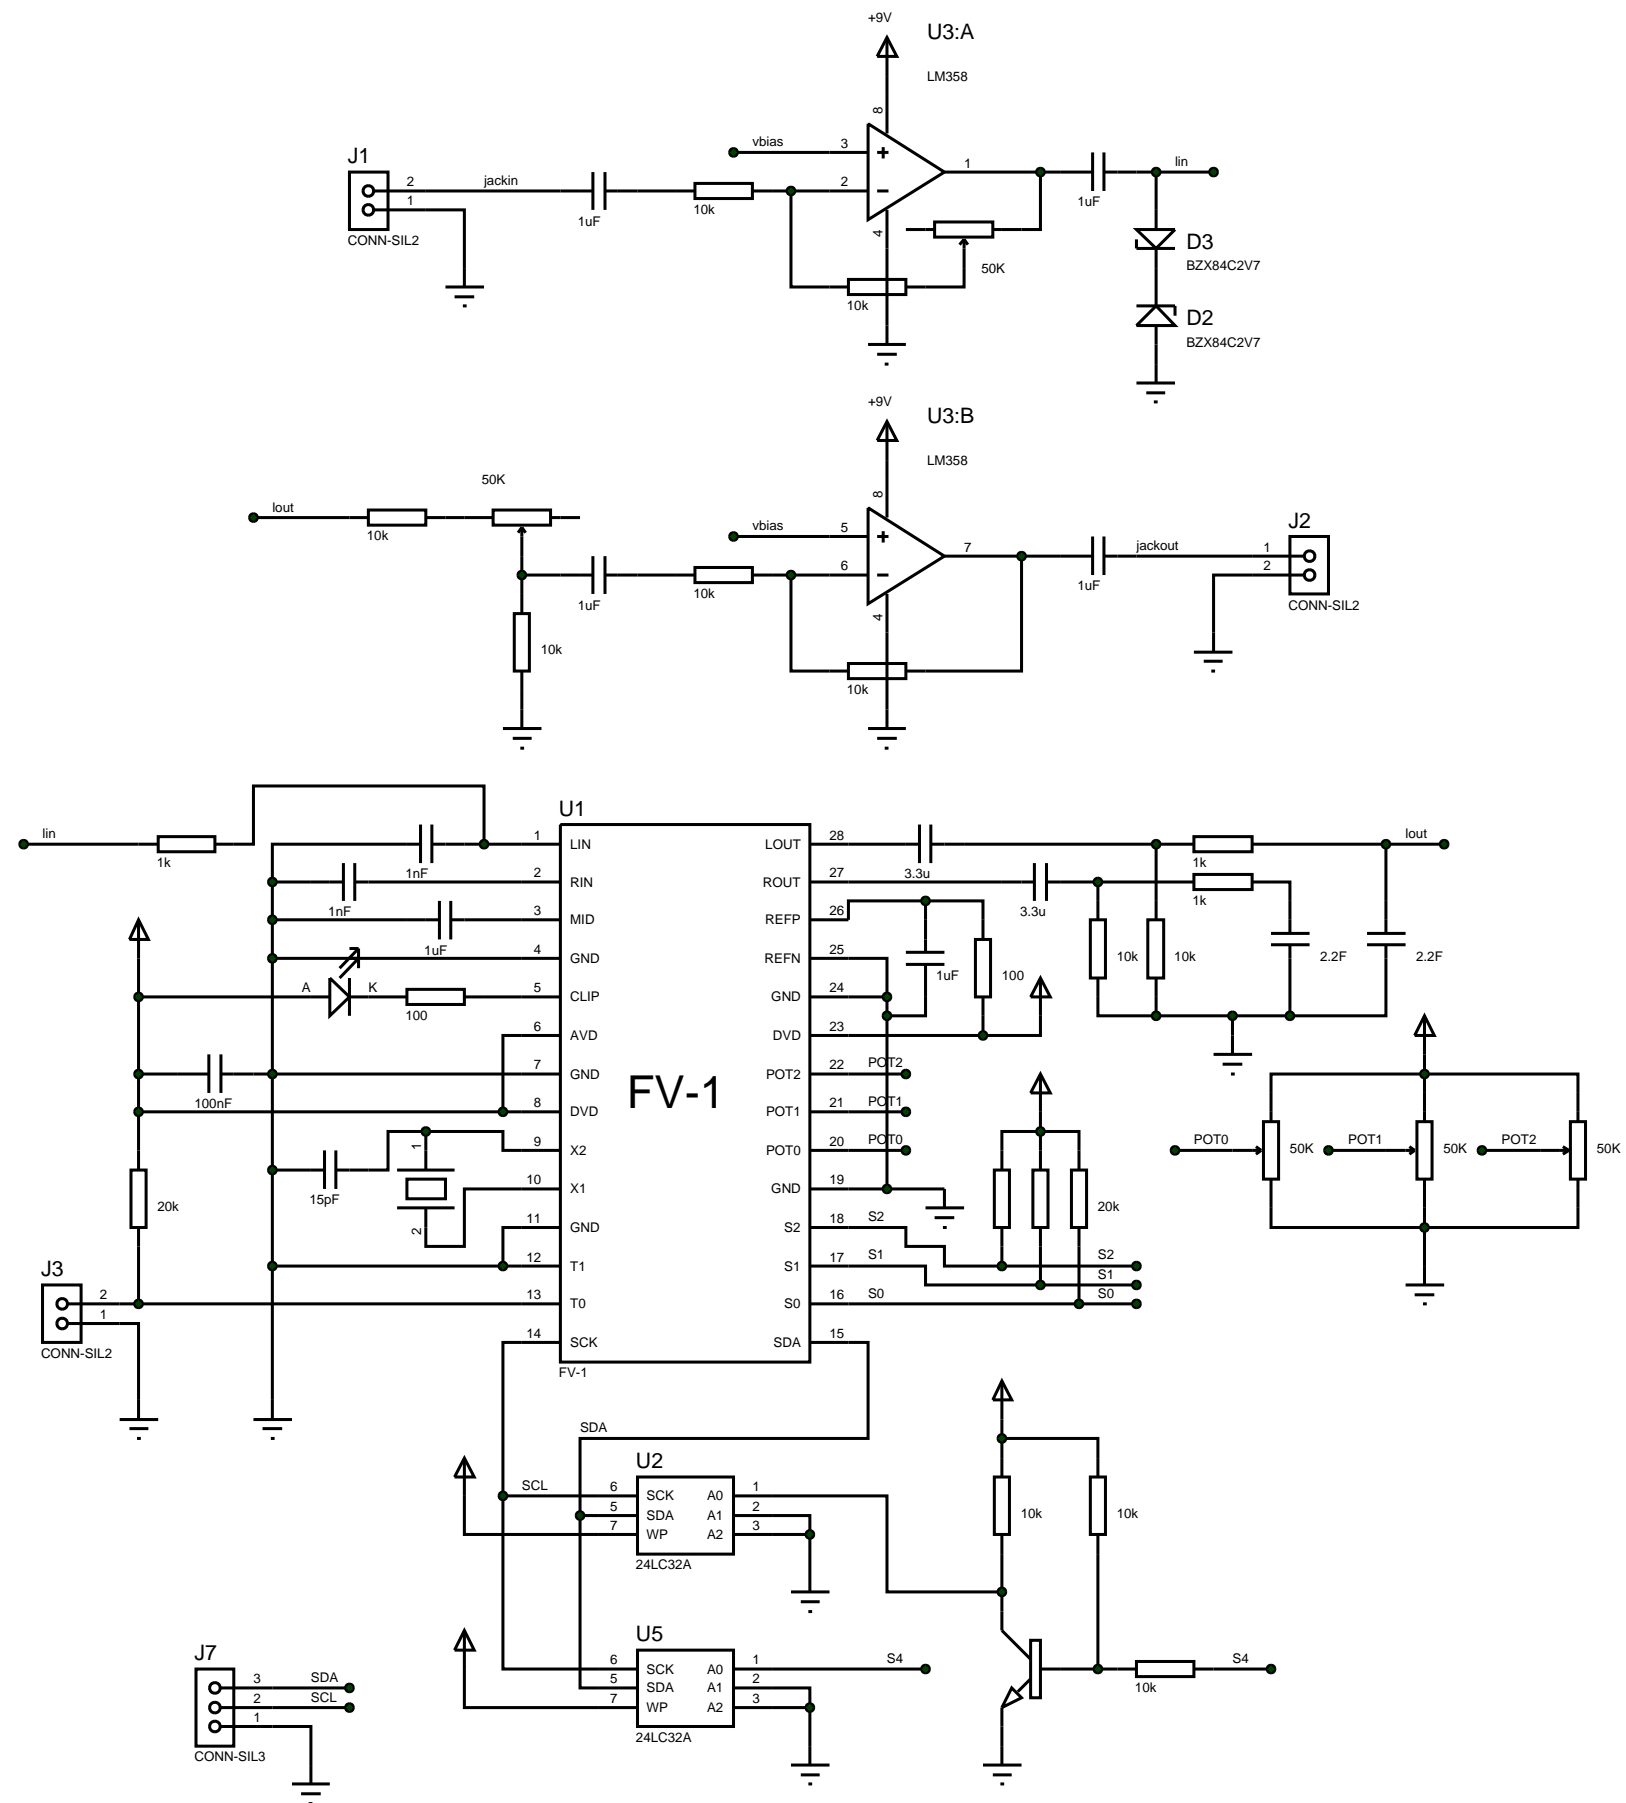 +9V
U3:A
LM358
8
vbias
3
1
lin
J1
2
jackin
2
1
10k
1uF
1uF
4
CONN-SIL2
D3
50K
BZX84C2V7
10k
D2
BZX84C2V7
+9V
U3:B
LM358
50K
8
lout
vbias
5
J2
10k
7
jackout
1
6
2
1uF
10k
1uF
CONN-SIL2
4
10k
10k
U1
lin
1
LIN
LOUT
28
lout
1k
1nF
3.3u
1k
2
RIN
ROUT
27
1nF
3.3u
1k
3
MID
REFP
26
1uF
4
GND
REFN
25
10k
10k
2.2F
2.2F
1uF
100
A
K
5
CLIP
GND
24
100
6
AVD
DVD
23
7
GND
FV-1
POT2
22
POT2
100nF
8
DVD
POT1
21
POT1
1
9
X2
POT0
20
POT0
POT0
50K
POT1
50K
POT2
50K
15pF
10
X1
GND
19
20k
20k
2
11
GND
S2
18
S2
12
T1
S1
17
S1
S2
J3
S1
2
13
T0
S0
16
S0
S0
1
14
SCK
SDA
15
CONN-SIL2
FV-1
SDA
U2
SCL
6
SCK
A0
1
5
SDA
A1
2
10k
10k
7
WP
A2
3
24LC32A
U5
J7
6
SCK
A0
1
S4
S4
3
SDA
5
SDA
A1
2
10k
2
SCL
7
WP
A2
3
1
24LC32A
CONN-SIL3